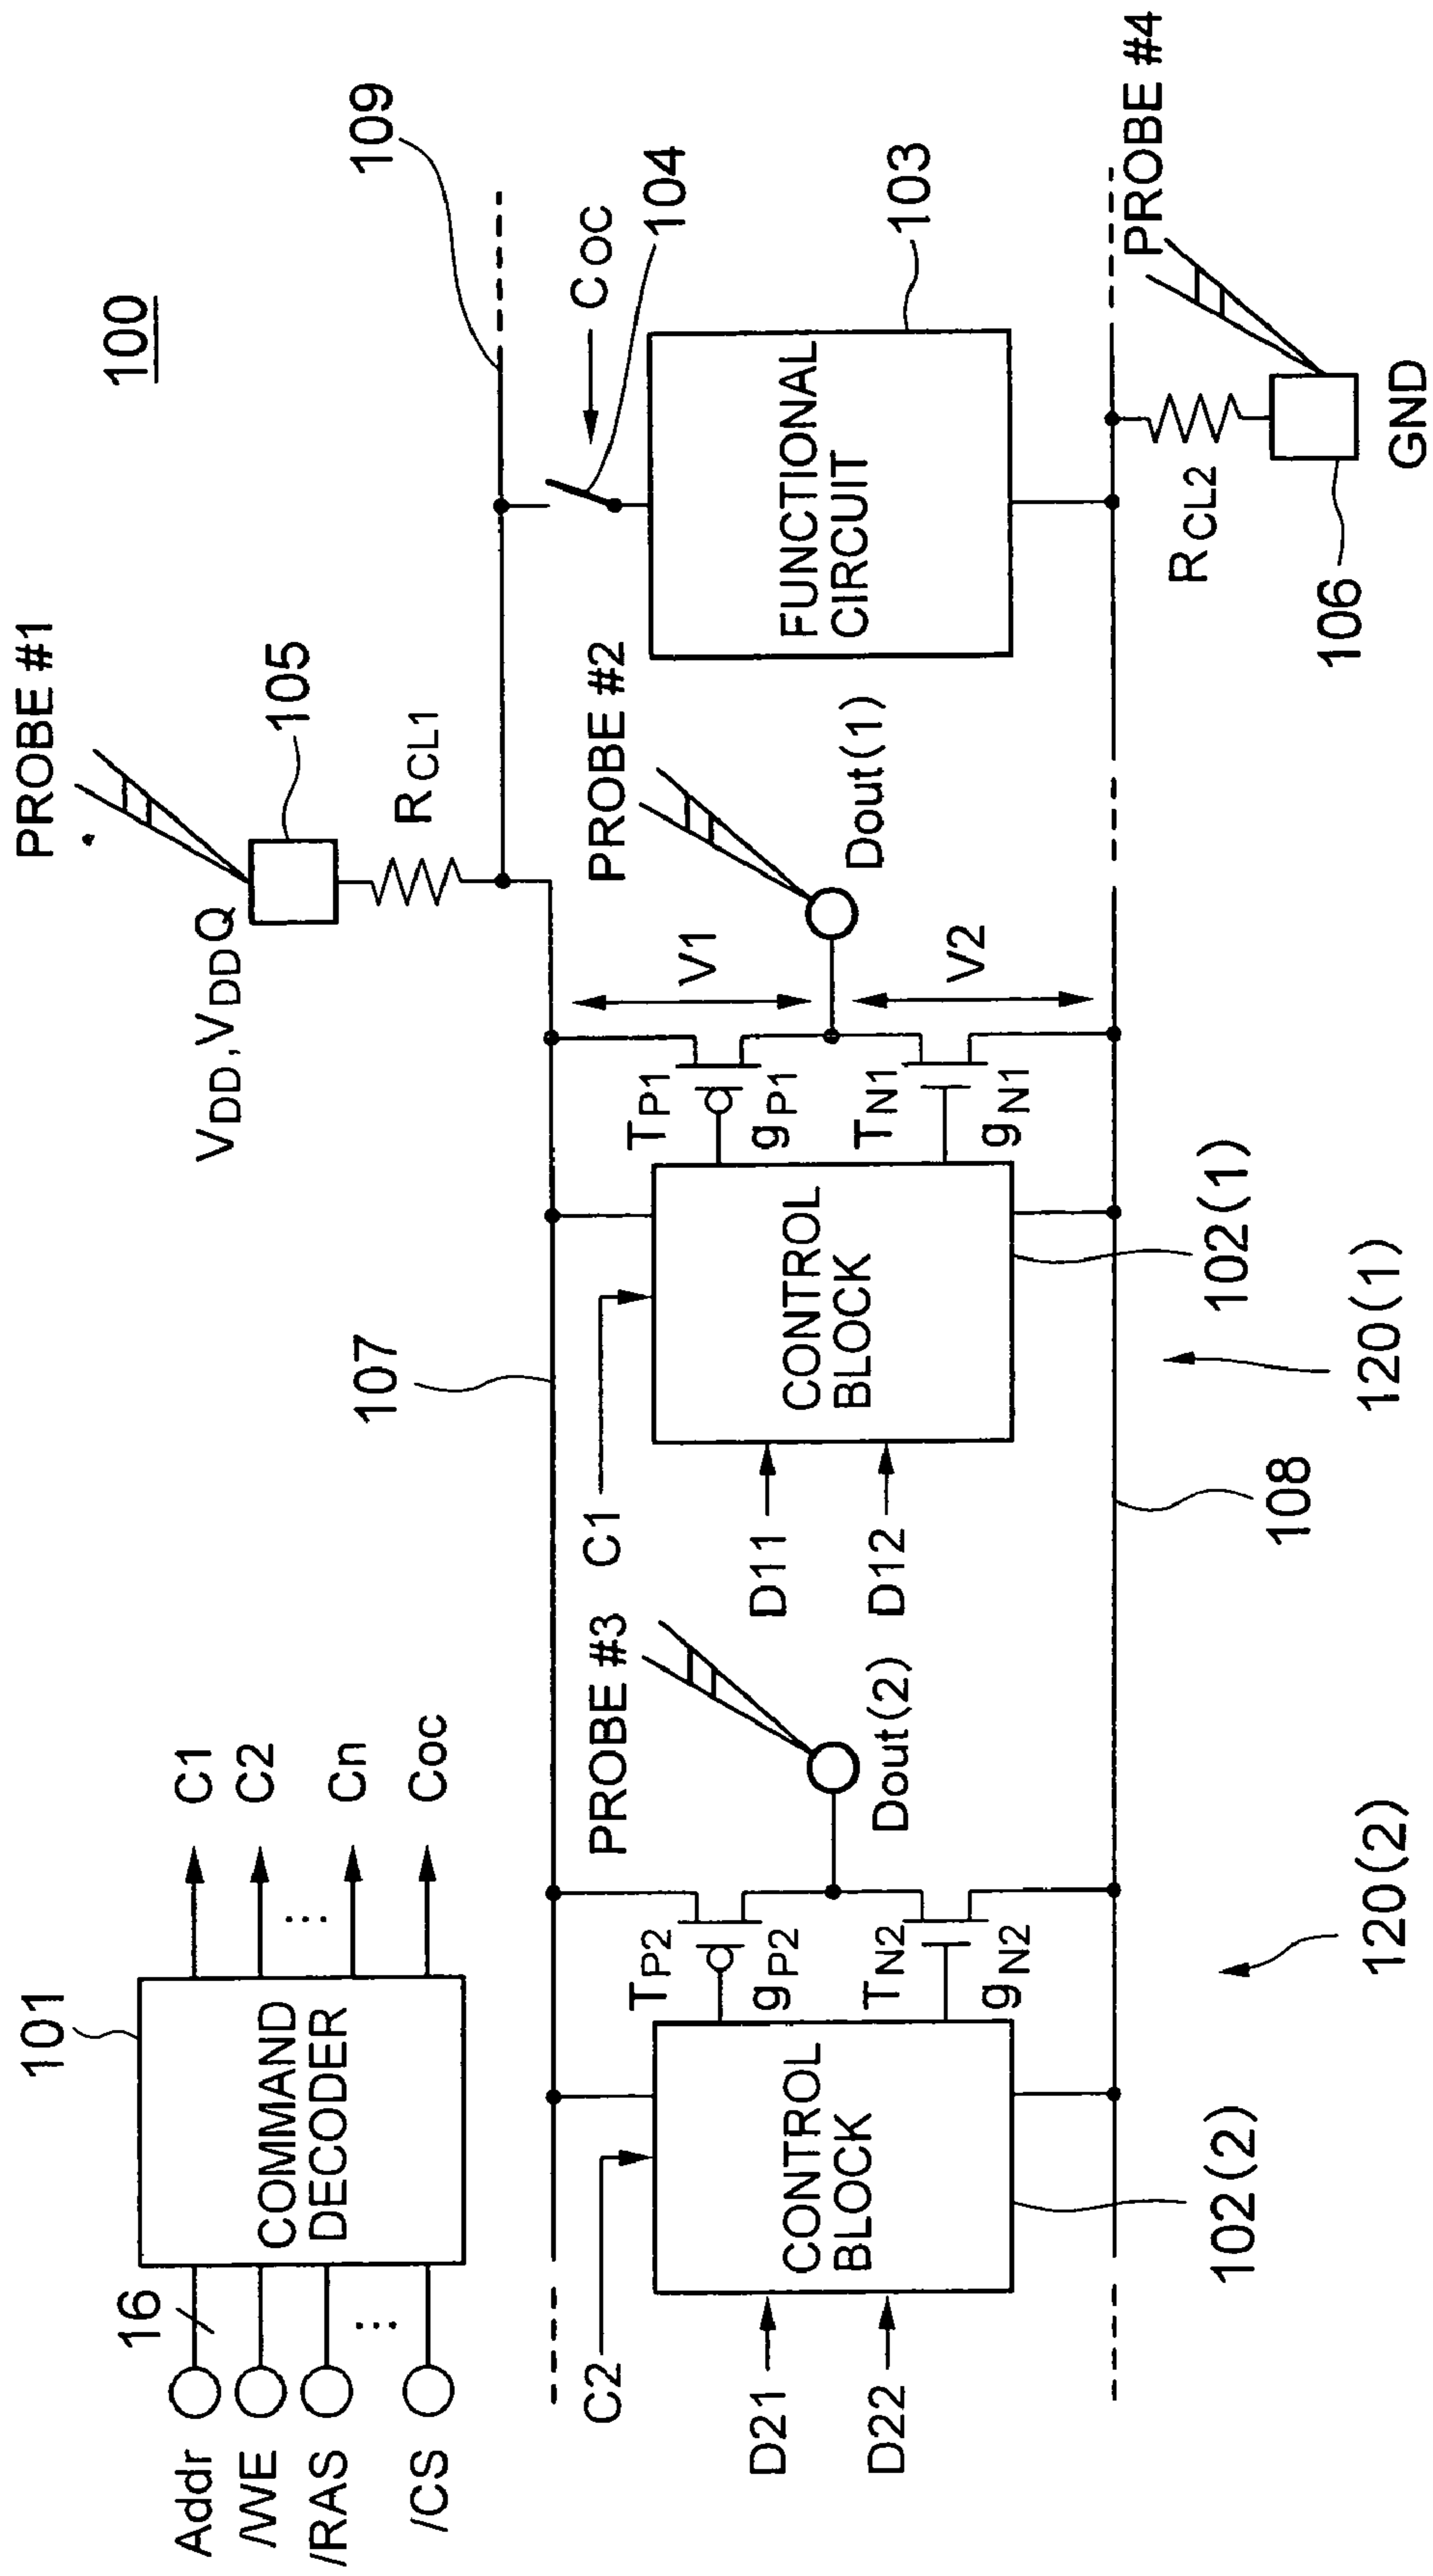 100
PROBE #1
105
VDD, VDDQ
RCL1
109
COC
104
101
16
Addr
/WE
/RAS
⋮
/CS
COMMAND
DECODER
C1
C2
⋮
Cn
Coc
107
PROBE #3
PROBE #2
C2
D21
D22
CONTROL
BLOCK
TP2
gP2
TN2
gN2
Dout(2)
C1
D11
D12
CONTROL
BLOCK
TP1
gP1
TN1
gN1
V1
V2
Dout(1)
FUNCTIONAL
CIRCUIT
103
102(2)
120(2)
108
102(1)
120(1)
RCL2
106
GND
PROBE #4